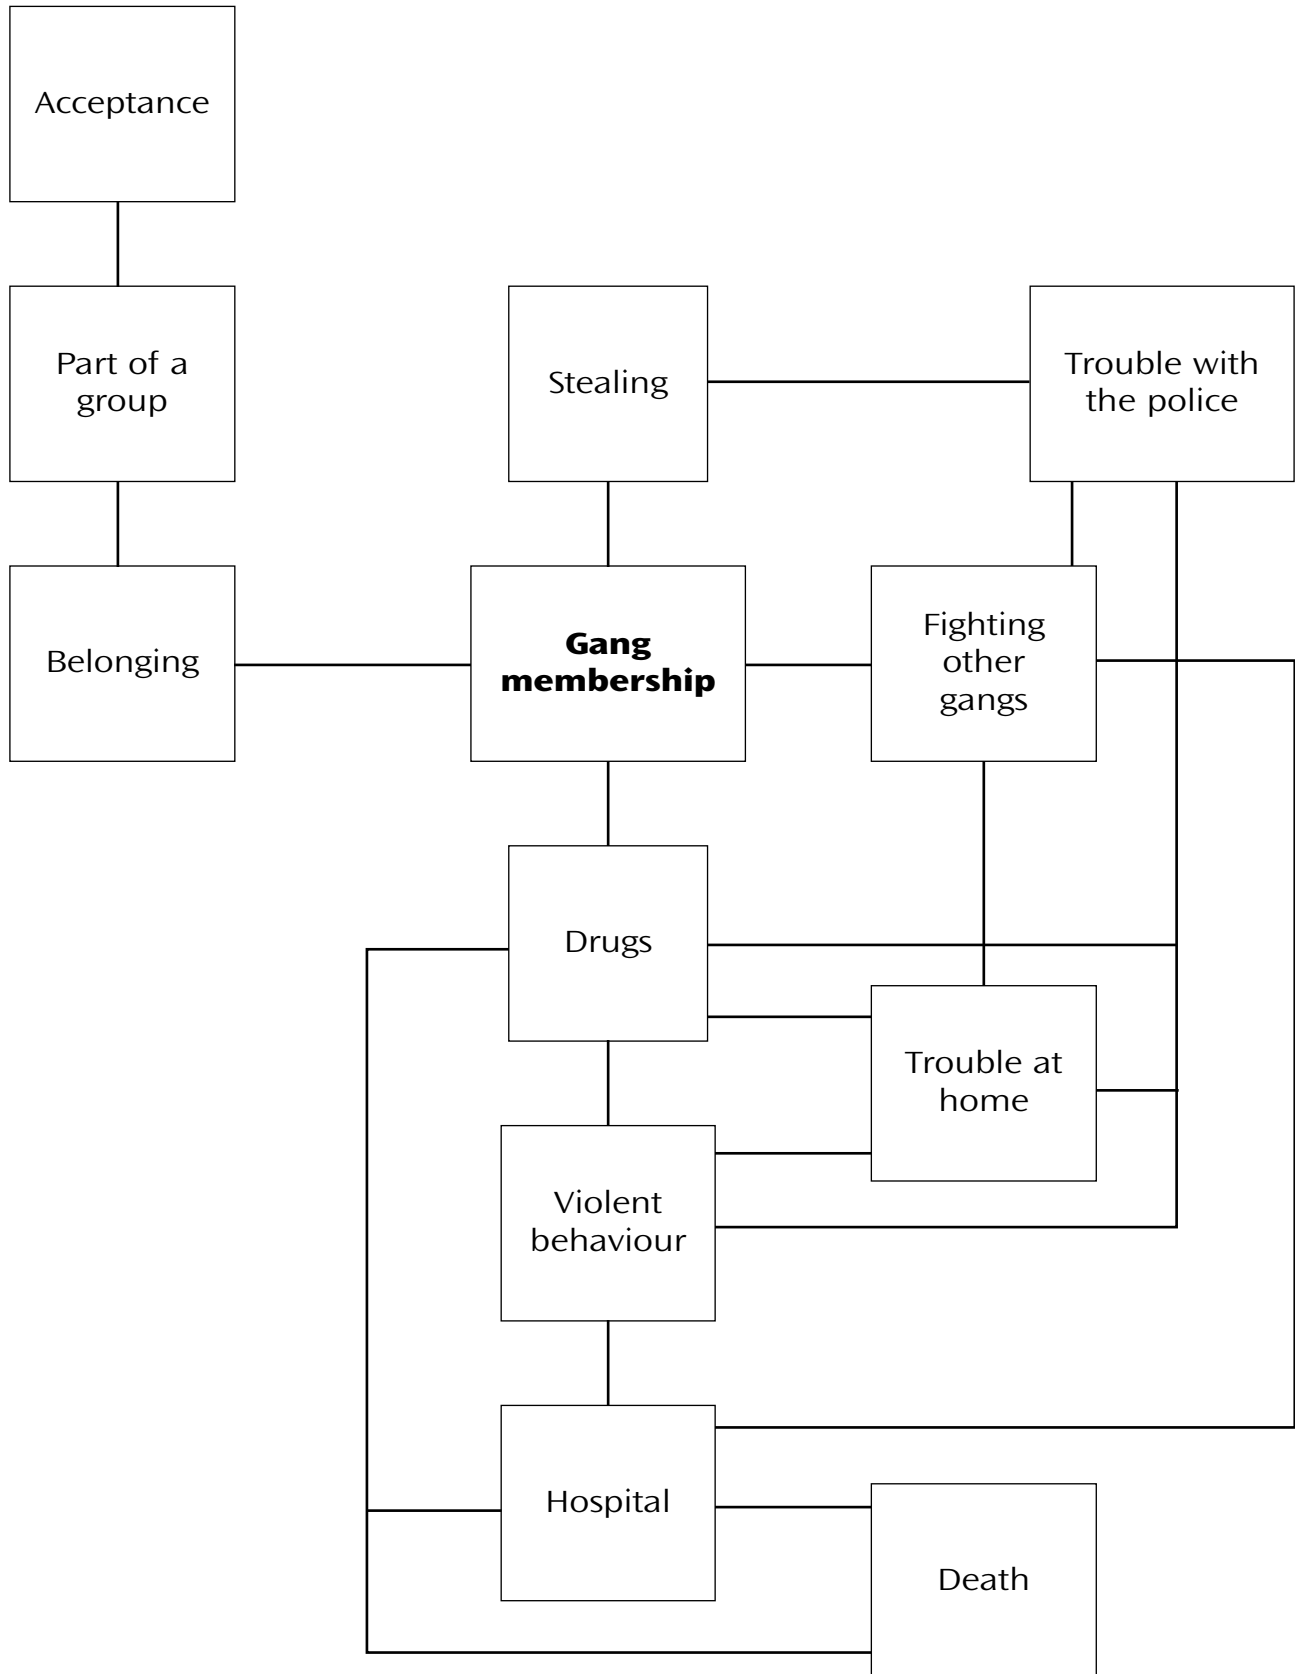 Acceptance
Part of a
group
Stealing
Trouble with
the police
Belonging
Gang
membership
Fighting
other
gangs
Drugs
Trouble at
home
Violent
behaviour
Hospital
Death